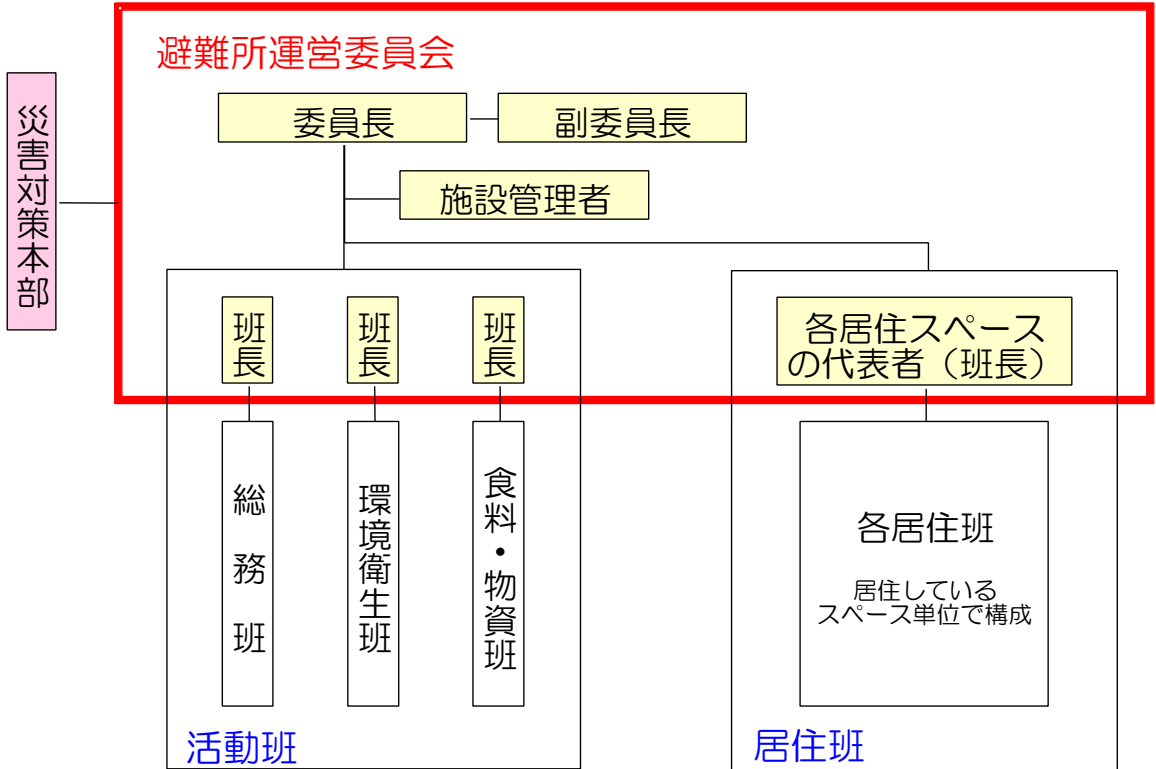 避難所運営委員会
災害対策本部
委員長
副委員長
施設管理者
班長
班長
班長
各居住スペース
の代表者（班長）
総務班
環境衛生班
食料・物資班
各居住班
居住している
スペース単位で構成
活動班
居住班